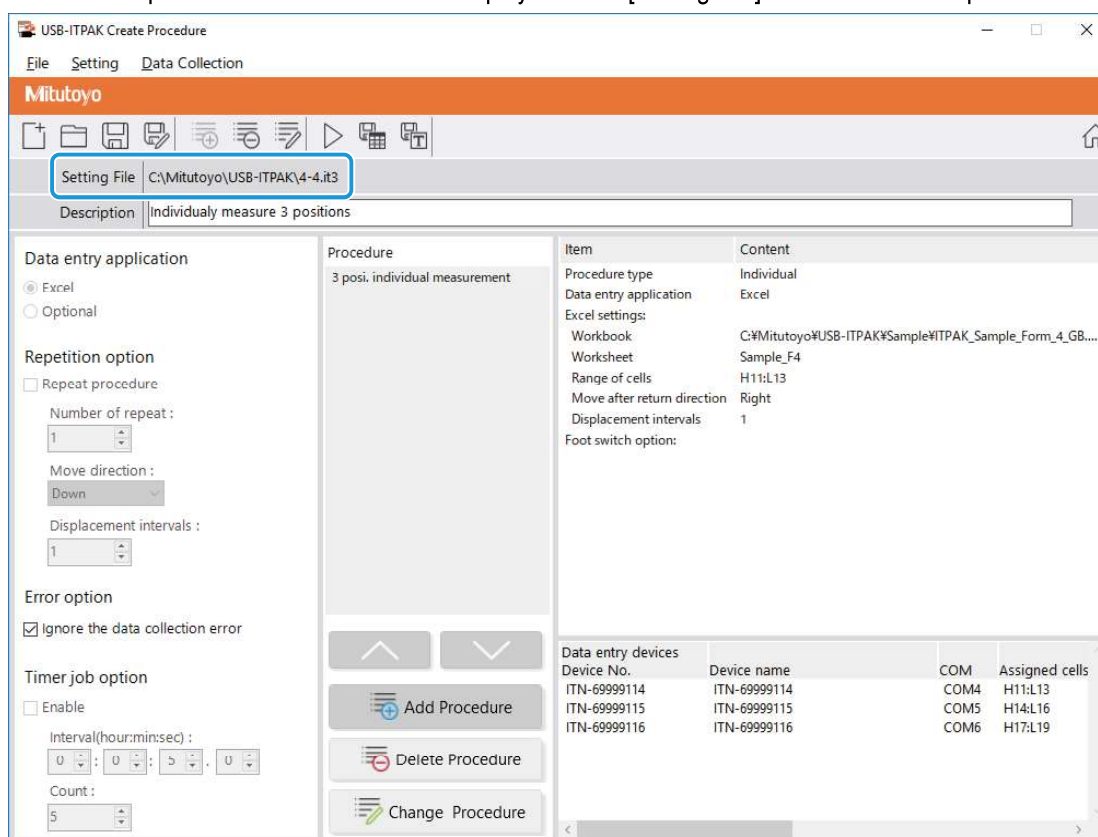 USB-ITPAK Create Procedure
File Setting Data Collection
Mitutoyo
Setting File C:\Mitutoyo\USB-ITPAK\4-4.it3
Description Individualy measure 3 positions
Data entry application
Excel
Optional
Repetition option
Repeat procedure
Number of repeat :
1
Move direction :
Down
Displacement intervals :
1
Error option
Ignore the data collection error
Timer job option
Enable
Interval(hour:min:sec) :
0 : 0 : 5 . 0
Count :
5
Procedure
3 posi. individual measurement
Add Procedure
Delete Procedure
Change Procedure
Item Content
Procedure type Individual
Data entry application Excel
Excel settings:
Workbook C:¥Mitutoyo¥USB-ITPAK¥Sample¥ITPAK_Sample_Form_4_GB....
Worksheet Sample_F4
Range of cells H11:L13
Move after return direction Right
Displacement intervals 1
Foot switch option:
Data entry devices
Device No. Device name COM Assigned cells
ITN-69999114 ITN-69999114 COM4 H11:L13
ITN-69999115 ITN-69999115 COM5 H14:L16
ITN-69999116 ITN-69999116 COM6 H17:L19